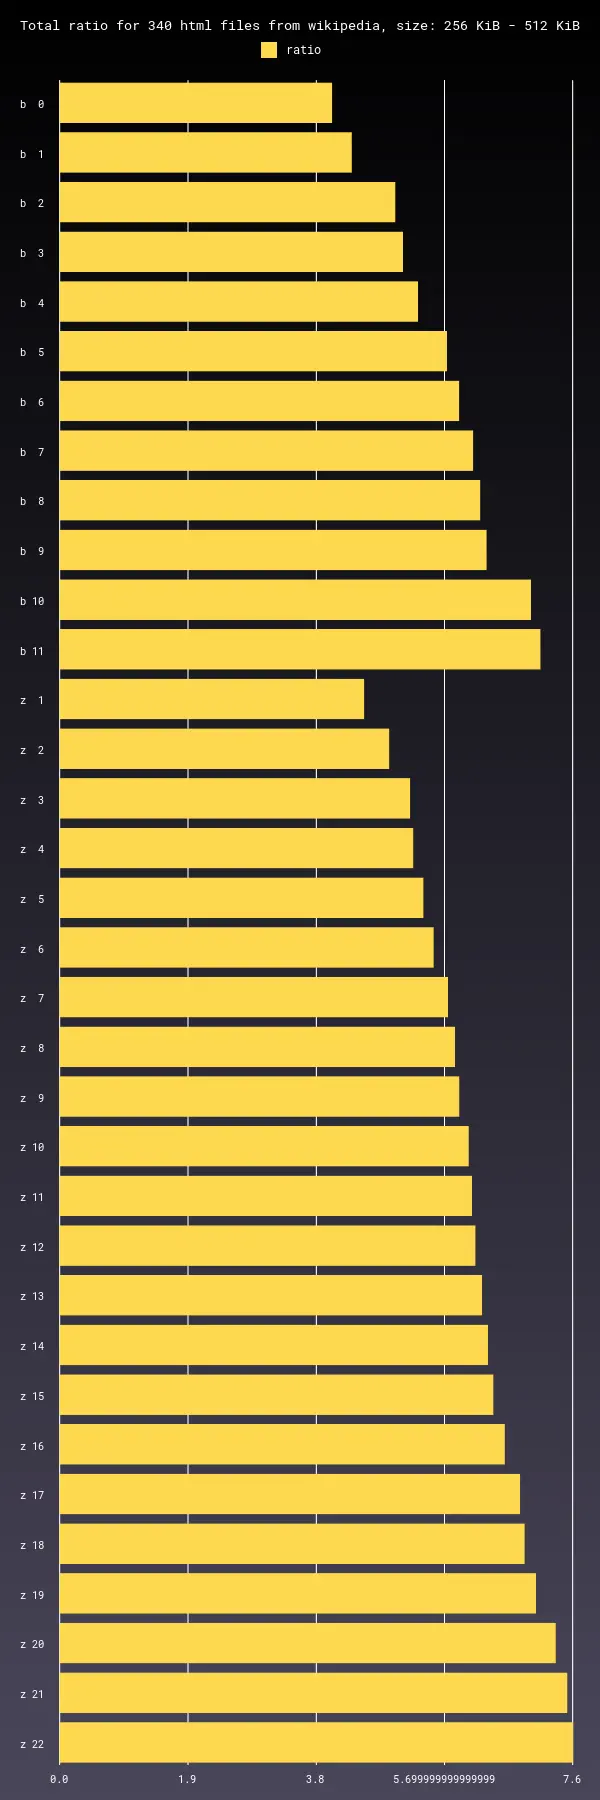 Total ratio for 340 html files from wikipedia, size: 256 KiB - 512 KiB
ratio
b 0
b 1
b 2
b 3
b 4
b 5
b 6
b 7
b 8
b 9
b 10
b 11
z 1
z 2
z 3
z 4
z 5
z 6
z 7
z 8
z 9
z 10
z 11
z 12
z 13
z 14
z 15
z 16
z 17
z 18
z 19
z 20
z 21
z 22
0.0 1.9 3.8 5.699999999999999 7.6